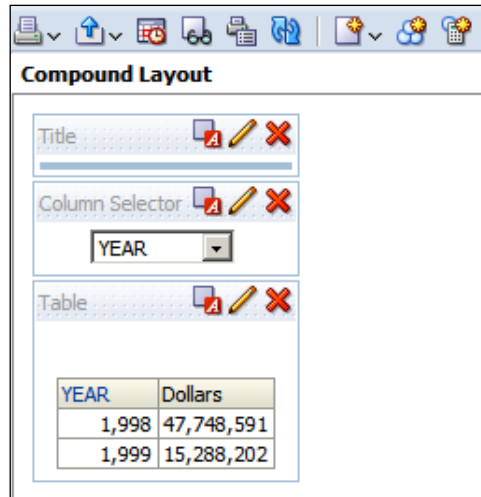 Compound Layout
Title
Column Selector
YEAR
Table
YEAR Dollars
1,998 47,748,591
1,999 15,288,202